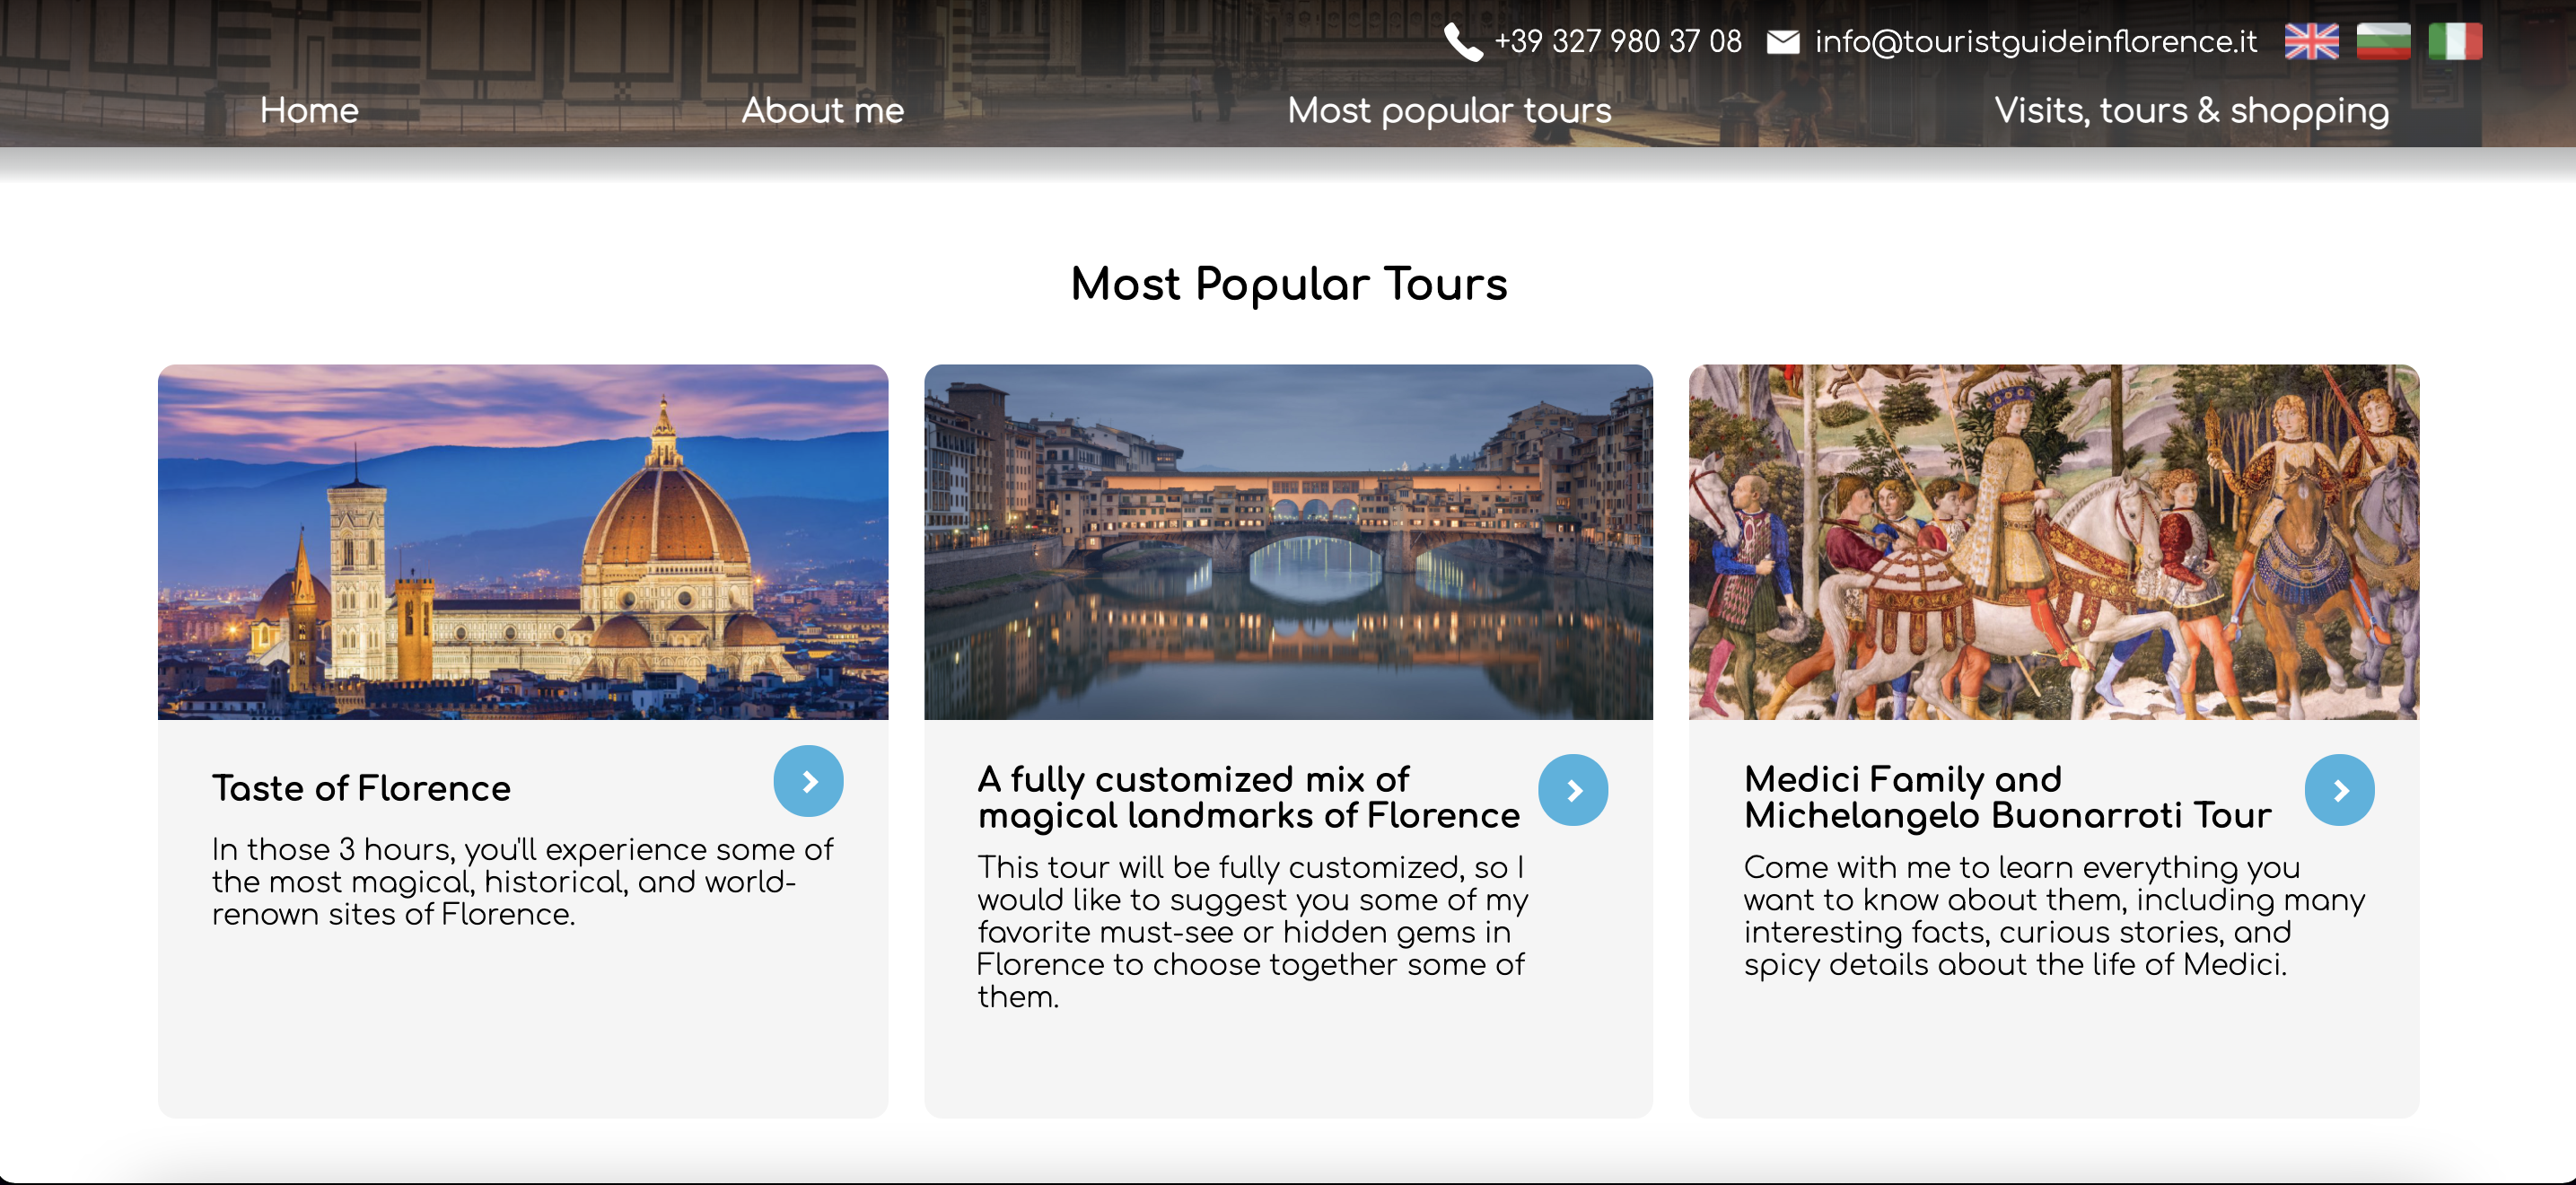 +39 327 980 37 08 info@touristguideinflorence.it
Home About me Most popular tours Visits, tours & shopping
Most Popular Tours
Taste of Florence
In those 3 hours, you'll experience some of
the most magical, historical, and world-
renown sites of Florence.
A fully customized mix of
magical landmarks of Florence
This tour will be fully customized, so I
would like to suggest you some of my
favorite must-see or hidden gems in
Florence to choose together some of
them.
Medici Family and
Michelangelo Buonarroti Tour
Come with me to learn everything you
want to know about them, including many
interesting facts, curious stories, and
spicy details about the life of Medici.